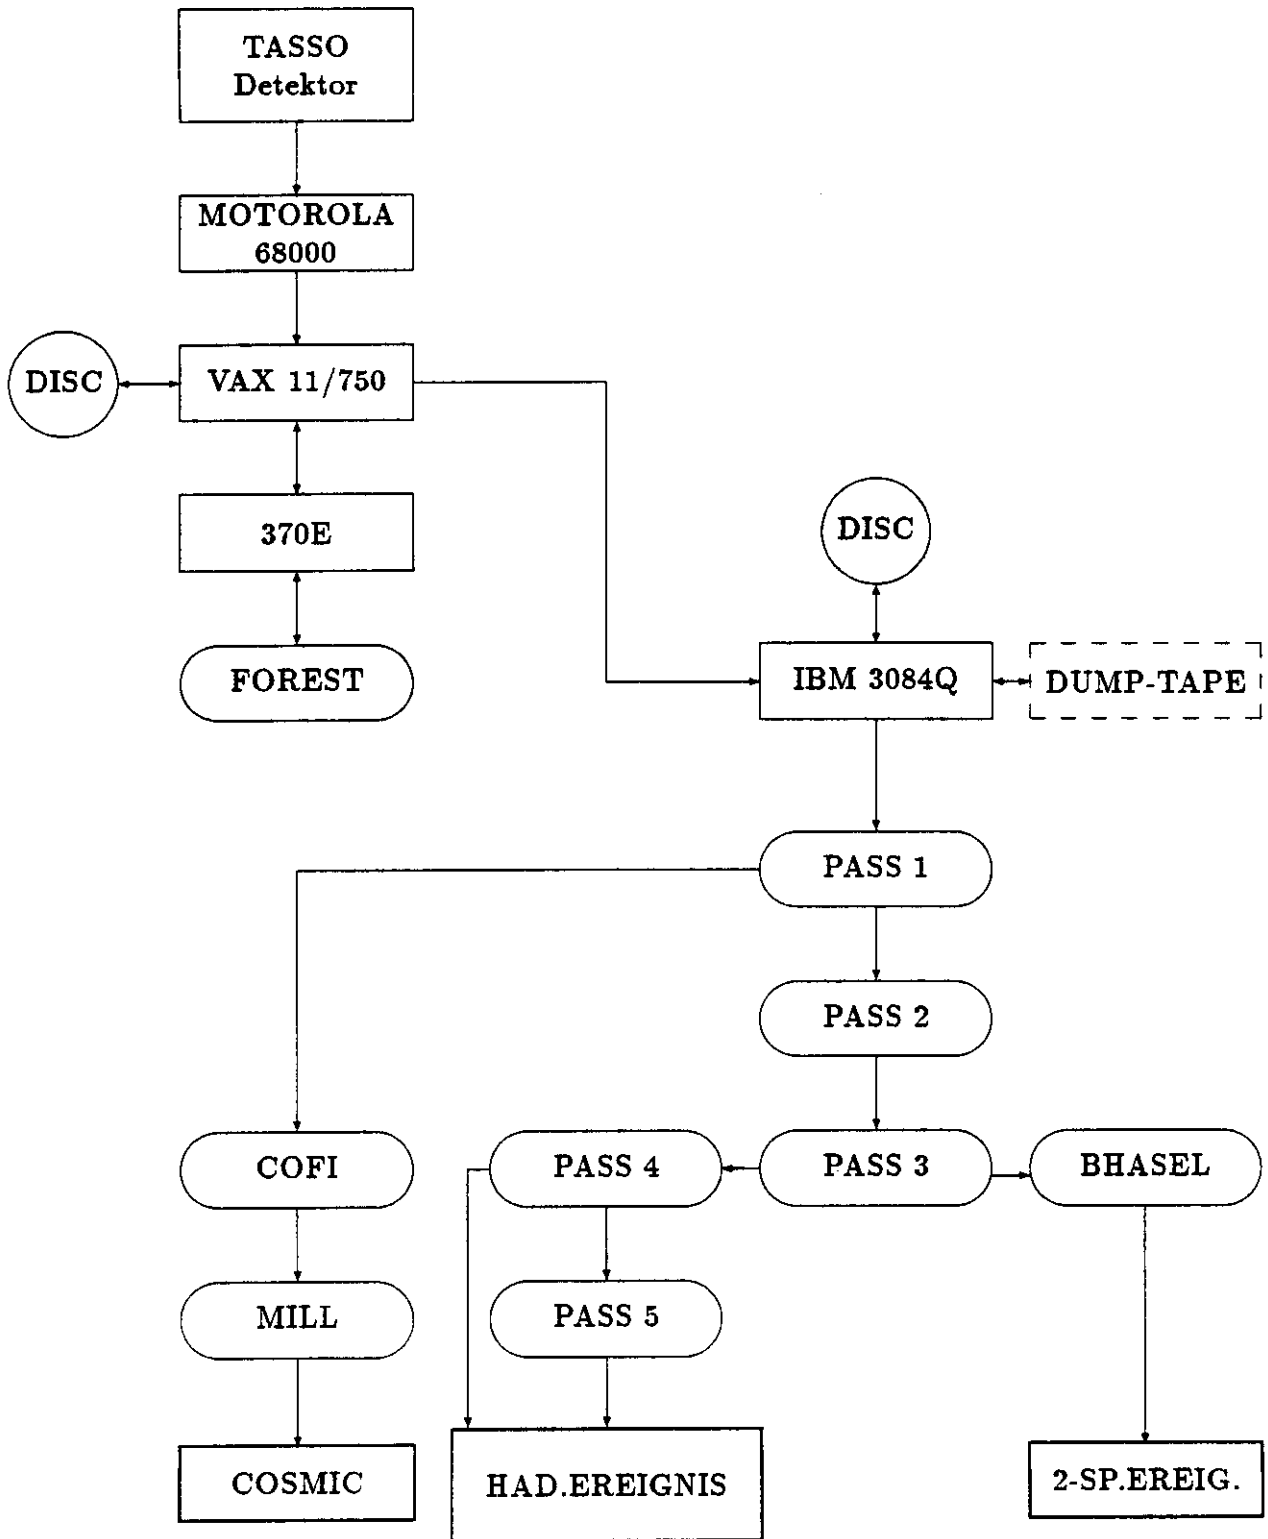 TASSO
Detektor
MOTOROLA
68000
DISC
VAX 11/750
370E
DISC
FOREST
IBM 3084Q
DUMP-TAPE
PASS 1
PASS 2
COFI
PASS 4
PASS 3
BHASEL
MILL
PASS 5
COSMIC
HAD.EREIGNIS
2-SP.EREIG.